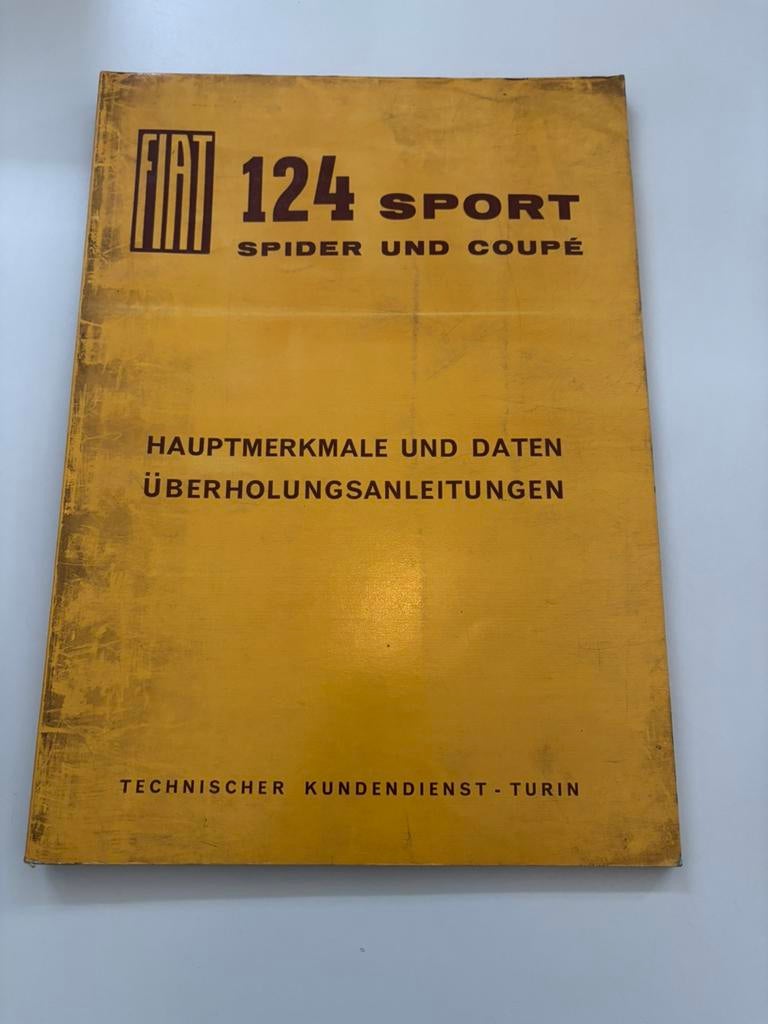 FIAT
124 SPORT
SPIDER UND COUPÉ
HAUPTMERKMALE UND DATEN
ÜBERHOLUNGSANLEITUNGEN
TECHNISCHER KUNDENDIENST - TURIN